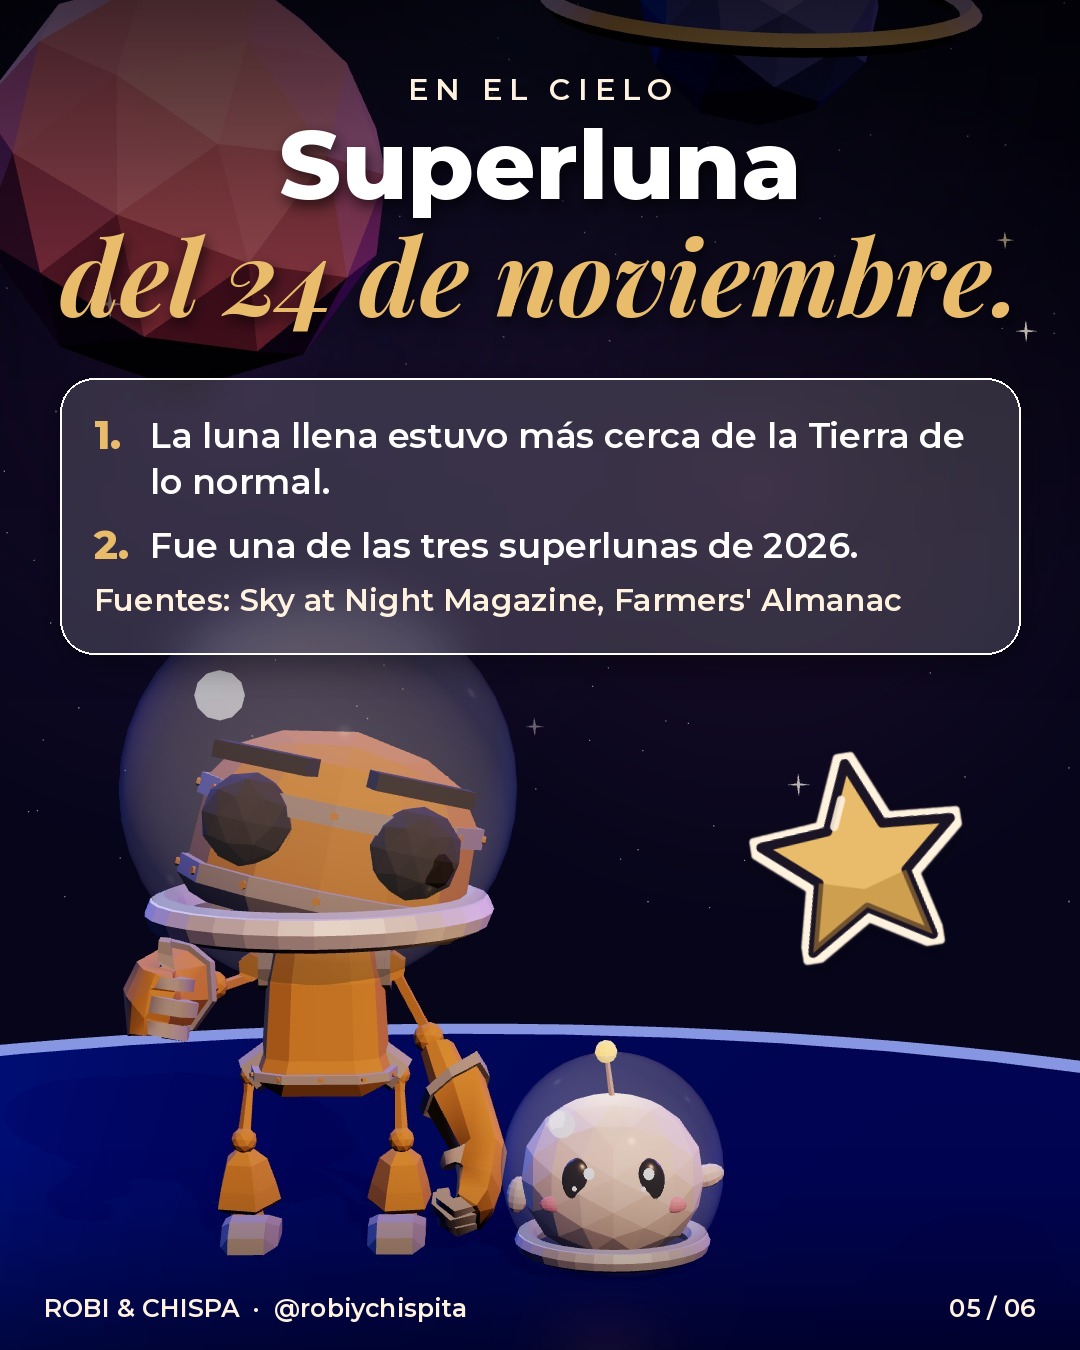 EN EL CIELO
Superluna
del 24 de noviembre.
1. La luna llena estuvo más cerca de la Tierra de
lo normal.
2. Fue una de las tres superlunas de 2026.
Fuentes: Sky at Night Magazine, Farmers' Almanac
ROBI & CHISPA · @robiychispita
05 / 06